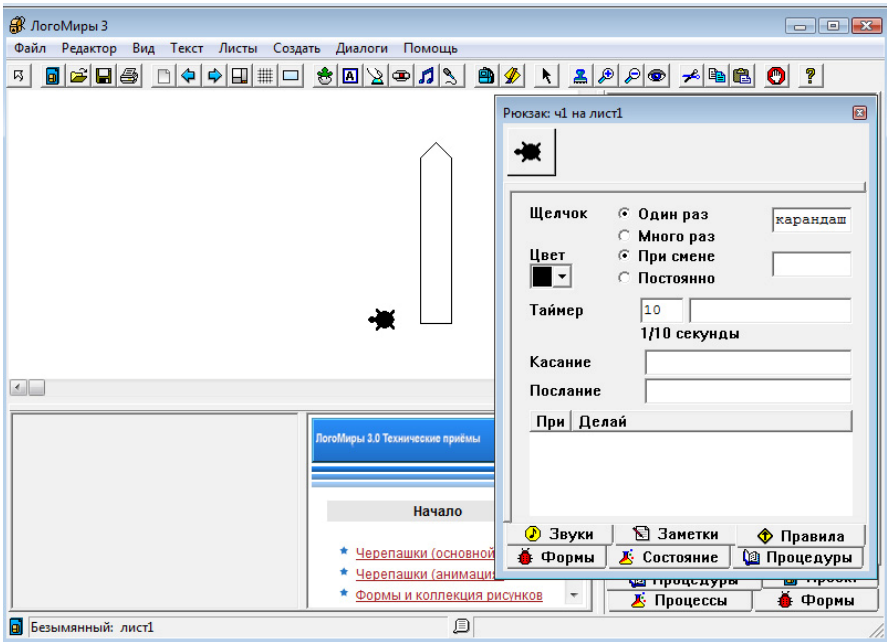 ЛогоМиры 3
Файл Редактор Вид Текст Листы Создать Диалоги Помощь
Рюкзак: ч1 на лист1
Щелчок
Один раз
карандаш
Много раз
Цвет
При смене
Постоянно
Таймер
10
1/10 секунды
Касание
Послание
При Делай
Звуки Заметки Правила
Формы Состояние Процедуры
ЛогоМиры 3.0 Технические приёмы
Начало
Черепашки (основной
Черепашки (анимация
Формы и коллекция рисунков
Процедуры Проект
Процессы Формы
Безымянный: лист1